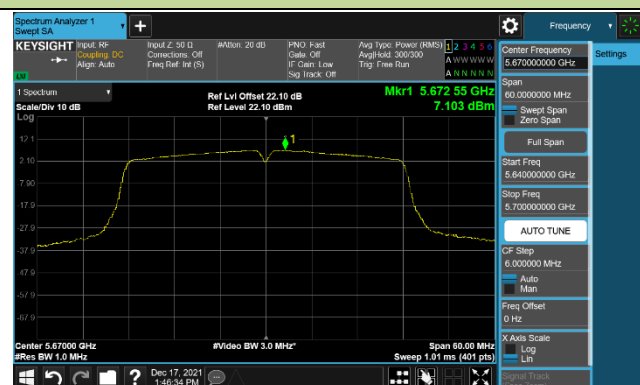 Spectrum Analyzer 1
Swept SA
Frequency
KEYSIGHT
Input: RF
Coupling: DC
Align: Auto
Input Z: 50 Ω
Corrections: Off
Freq Ref: Int (S)
#Atten: 20 dB
PNO: Fast
Gate: Off
IF Gain: Low
Sig Track: Off
Avg Type: Power (RMS)
Avg|Hold: 300/300
Trig: Free Run
1 2 3 4 5 6
A W W W W W
A N N N N N
LV
1 Spectrum
Scale/Div 10 dB
Log
Ref Lvl Offset 22.10 dB
Ref Level 22.10 dBm
Mkr1 5.672 55 GHz
7.103 dBm
1
12.1
2.10
-7.90
-17.9
-27.9
-37.9
-47.9
-57.9
-67.9
Center 5.67000 GHz
#Res BW 1.0 MHz
#Video BW 3.0 MHz*
Span 60.00 MHz
Sweep 1.01 ms (401 pts)
Dec 17, 2021
1:46:34 PM
Center Frequency
5.670000000 GHz
Settings
Span
60.0000000 MHz
Swept Span
Zero Span
Full Span
Start Freq
5.640000000 GHz
Stop Freq
5.700000000 GHz
AUTO TUNE
CF Step
6.000000 MHz
Auto
Man
Freq Offset
0 Hz
X Axis Scale
Log
Lin
Signal Track